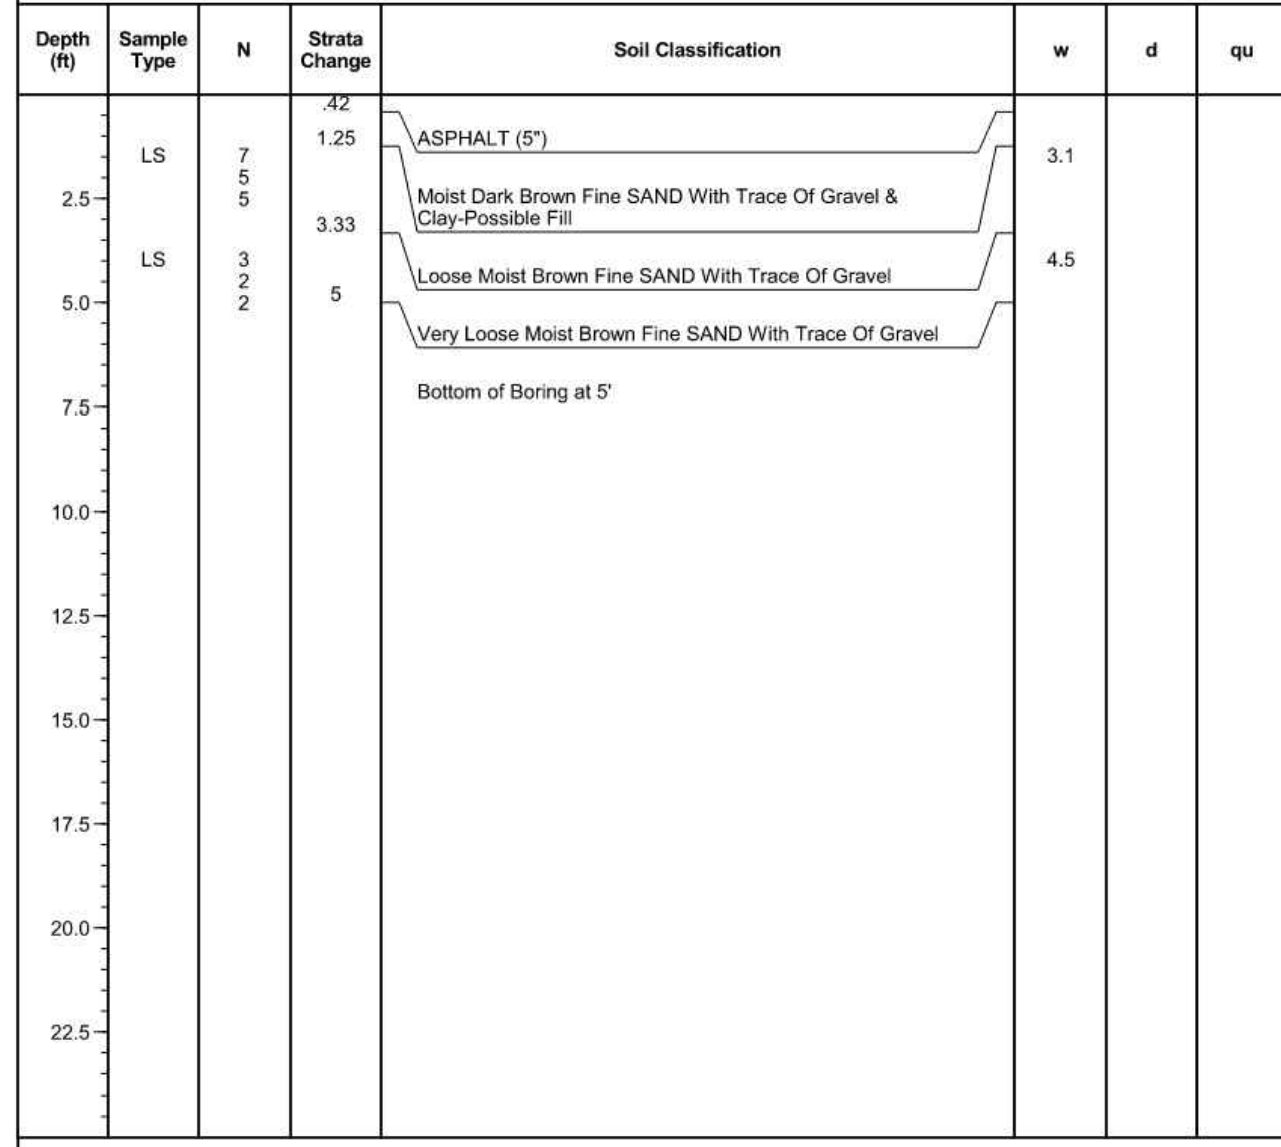 Depth
(ft)
Sample
Type
N
Strata
Change
Soil Classification
w
d
qu
.42
1.25
ASPHALT (5")
LS
7
3.1
5
2.5
5
Moist Dark Brown Fine SAND With Trace Of Gravel &
Clay-Possible Fill
3.33
LS
3
4.5
2
Loose Moist Brown Fine SAND With Trace Of Gravel
5.0
2
5
Very Loose Moist Brown Fine SAND With Trace Of Gravel
Bottom of Boring at 5'
7.5
10.0
12.5
15.0
17.5
20.0
22.5